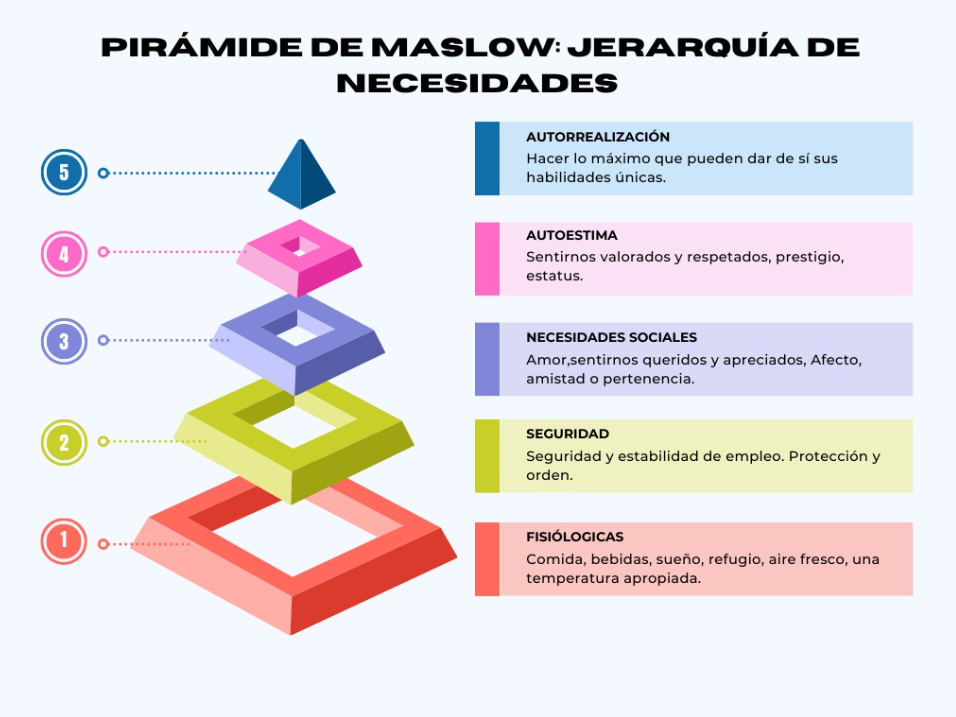 PIRÁMIDE DE MASLOW: JERARQUÍA DE
NECESIDADES
5
AUTORREALIZACIÓN
Hacer lo máximo que pueden dar de sí sus
habilidades únicas.
4
AUTOESTIMA
Sentirnos valorados y respetados, prestigio,
estatus.
3
NECESIDADES SOCIALES
Amor,sentirnos queridos y apreciados, Afecto,
amistad o pertenencia.
2
SEGURIDAD
Seguridad y estabilidad de empleo. Protección y
orden.
1
FISIÓLOGICAS
Comida, bebidas, sueño, refugio, aire fresco, una
temperatura apropiada.